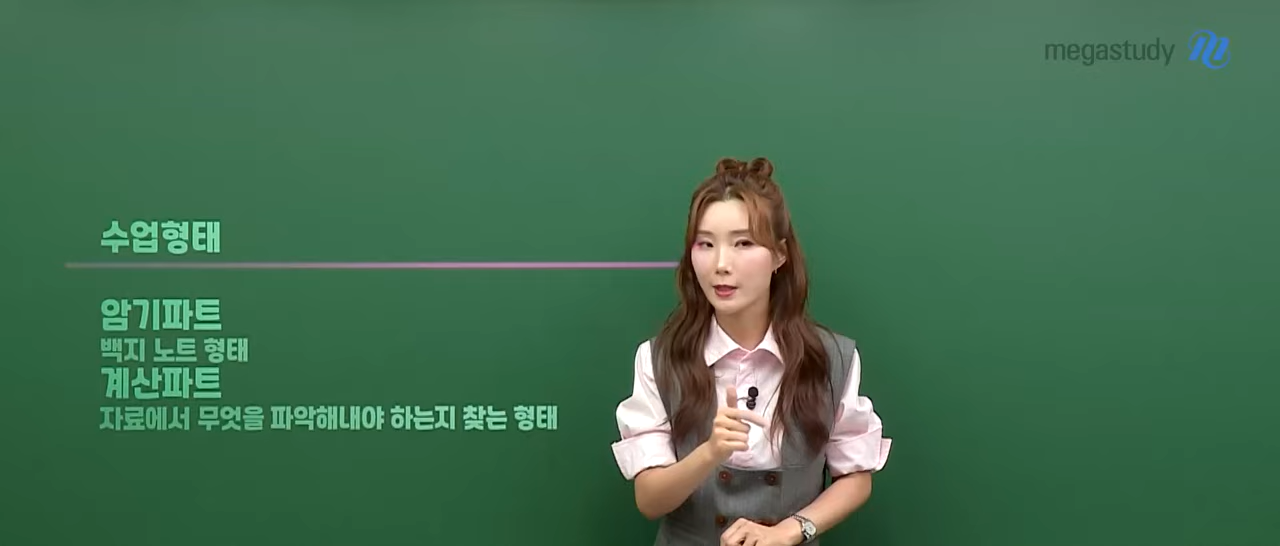 megastudy
수업형태
암기파트
백지 노트 형태
계산파트
자료에서 무엇을 파악해내야 하는지 찾는 형태